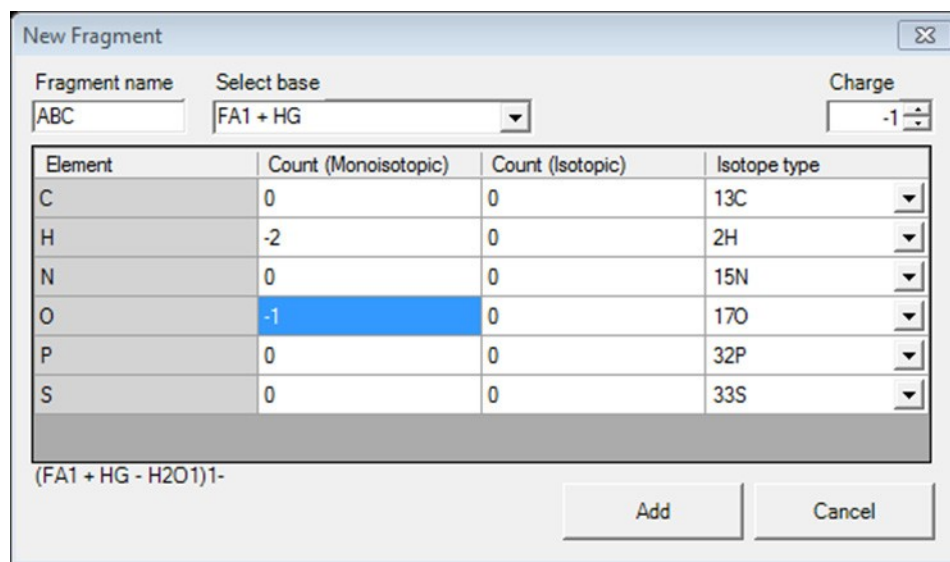 New Fragment
Fragment name Select base Charge
ABC FA1 + HG -1
Element Count (Monoisotopic) Count (Isotopic) Isotope type
C 0 0 13C
H -2 0 2H
N 0 0 15N
O -1 0 17O
P 0 0 32P
S 0 0 33S
(FA1 + HG - H2O1)1-
Add Cancel